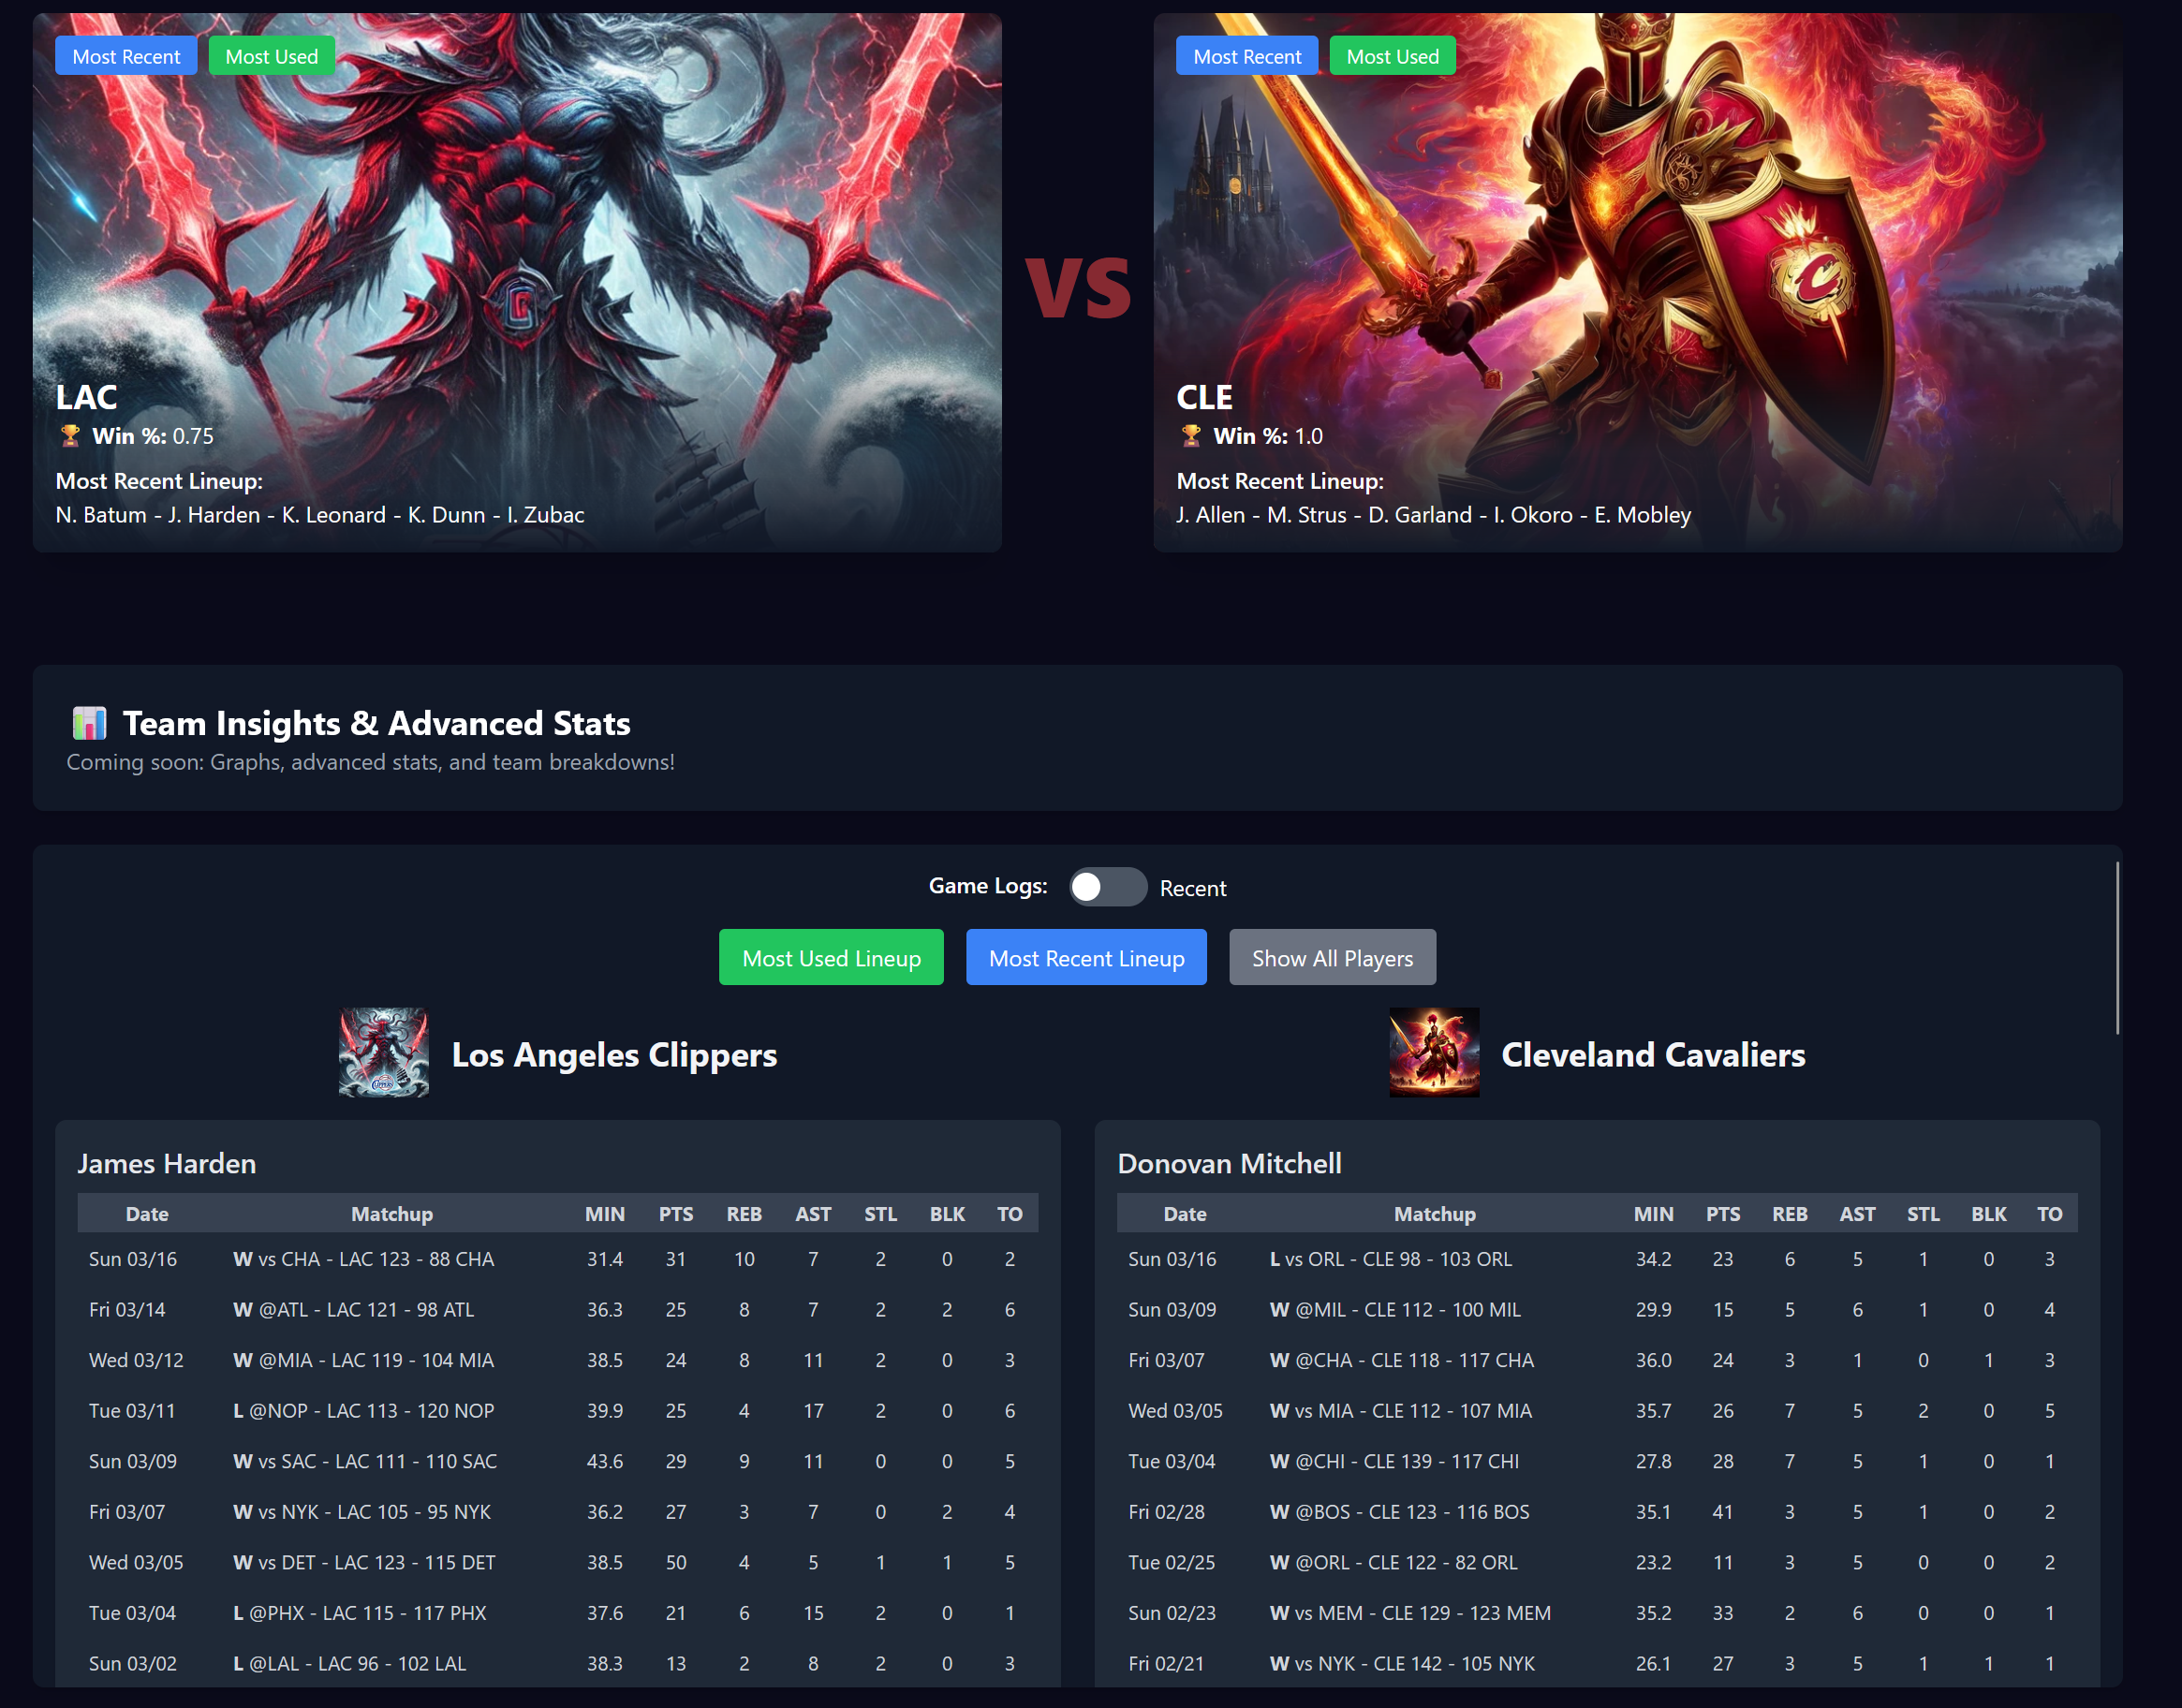 Most Recent Most Used
LAC
🏆 Win %: 0.75
Most Recent Lineup:
N. Batum - J. Harden - K. Leonard - K. Dunn - I. Zubac
VS
Most Recent Most Used
CLE
🏆 Win %: 1.0
Most Recent Lineup:
J. Allen - M. Strus - D. Garland - I. Okoro - E. Mobley
📊 Team Insights & Advanced Stats
Coming soon: Graphs, advanced stats, and team breakdowns!
Game Logs: Recent
Most Used Lineup Most Recent Lineup Show All Players
Los Angeles Clippers
James Harden
Date Matchup MIN PTS REB AST STL BLK TO
Sun 03/16 W vs CHA - LAC 123 - 88 CHA 31.4 31 10 7 2 0 2
Fri 03/14 W @ATL - LAC 121 - 98 ATL 36.3 25 8 7 2 2 6
Wed 03/12 W @MIA - LAC 119 - 104 MIA 38.5 24 8 11 2 0 3
Tue 03/11 L @NOP - LAC 113 - 120 NOP 39.9 25 4 17 2 0 6
Sun 03/09 W vs SAC - LAC 111 - 110 SAC 43.6 29 9 11 0 0 5
Fri 03/07 W vs NYK - LAC 105 - 95 NYK 36.2 27 3 7 0 2 4
Wed 03/05 W vs DET - LAC 123 - 115 DET 38.5 50 4 5 1 1 5
Tue 03/04 L @PHX - LAC 115 - 117 PHX 37.6 21 6 15 2 0 1
Sun 03/02 L @LAL - LAC 96 - 102 LAL 38.3 13 2 8 2 0 3
Cleveland Cavaliers
Donovan Mitchell
Date Matchup MIN PTS REB AST STL BLK TO
Sun 03/16 L vs ORL - CLE 98 - 103 ORL 34.2 23 6 5 1 0 3
Sun 03/09 W @MIL - CLE 112 - 100 MIL 29.9 15 5 6 1 0 4
Fri 03/07 W @CHA - CLE 118 - 117 CHA 36.0 24 3 1 0 1 3
Wed 03/05 W vs MIA - CLE 112 - 107 MIA 35.7 26 7 5 2 0 5
Tue 03/04 W @CHI - CLE 139 - 117 CHI 27.8 28 7 5 1 0 1
Fri 02/28 W @BOS - CLE 123 - 116 BOS 35.1 41 3 5 1 0 2
Tue 02/25 W @ORL - CLE 122 - 82 ORL 23.2 11 3 5 0 0 2
Sun 02/23 W vs MEM - CLE 129 - 123 MEM 35.2 33 2 6 0 0 1
Fri 02/21 W vs NYK - CLE 142 - 105 NYK 26.1 27 3 5 1 1 1